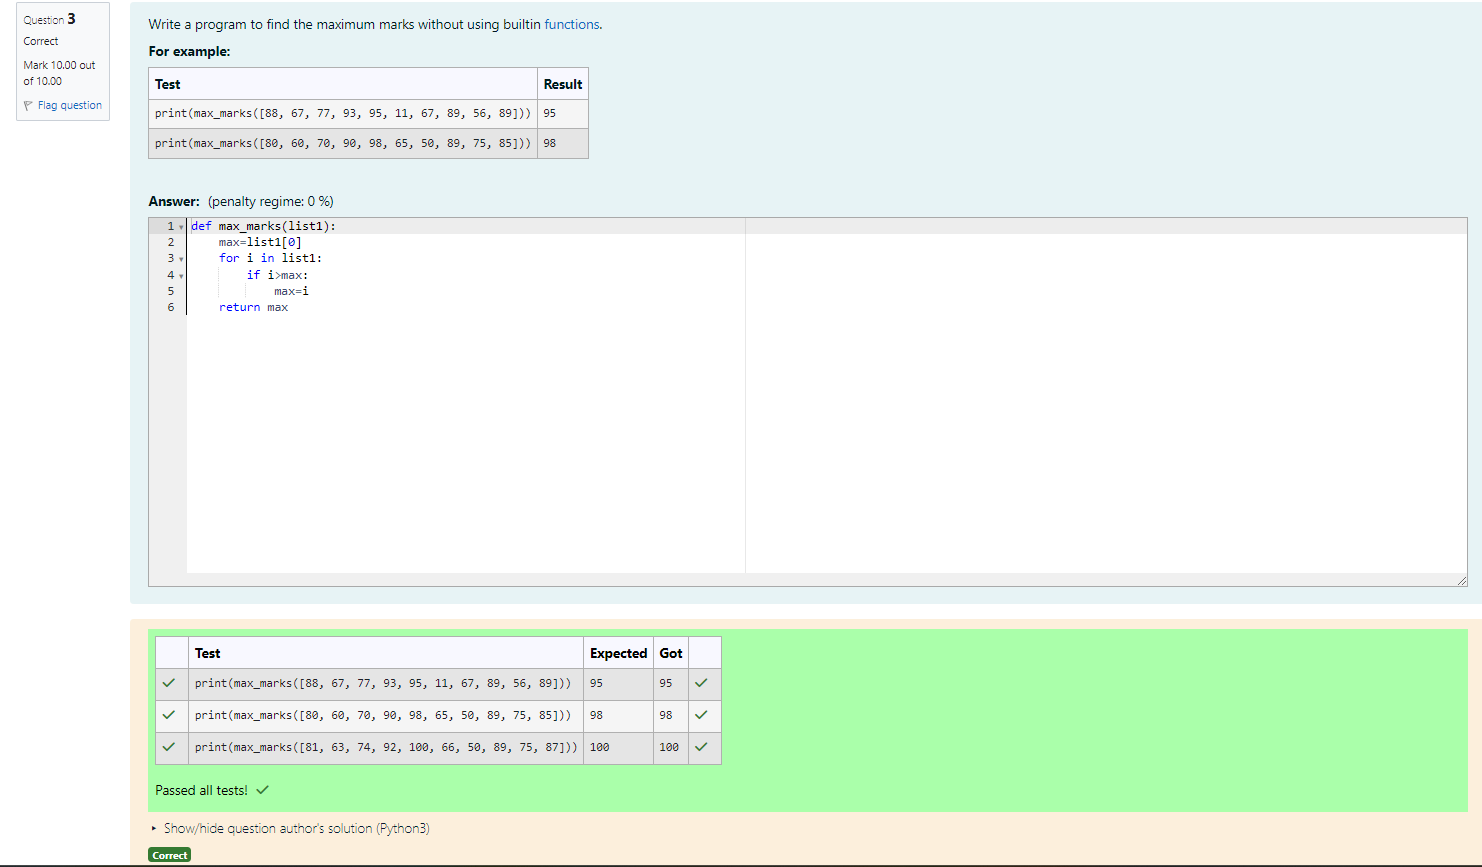 Question 3
Correct
Mark 10.00 out
of 10.00
Flag question
Write a program to find the maximum marks without using builtin functions.
For example:
Test Result
print(max_marks([88, 67, 77, 93, 95, 11, 67, 89, 56, 89])) 95
print(max_marks([80, 60, 70, 90, 98, 65, 50, 89, 75, 85])) 98
Answer: (penalty regime: 0 %)
1 def max_marks(list1):
2     max=list1[0]
3     for i in list1:
4         if i>max:
5             max=i
6     return max
Test Expected Got
print(max_marks([88, 67, 77, 93, 95, 11, 67, 89, 56, 89])) 95 95
print(max_marks([80, 60, 70, 90, 98, 65, 50, 89, 75, 85])) 98 98
print(max_marks([81, 63, 74, 92, 100, 66, 50, 89, 75, 87])) 100 100
Passed all tests!
Show/hide question author's solution (Python3)
Correct